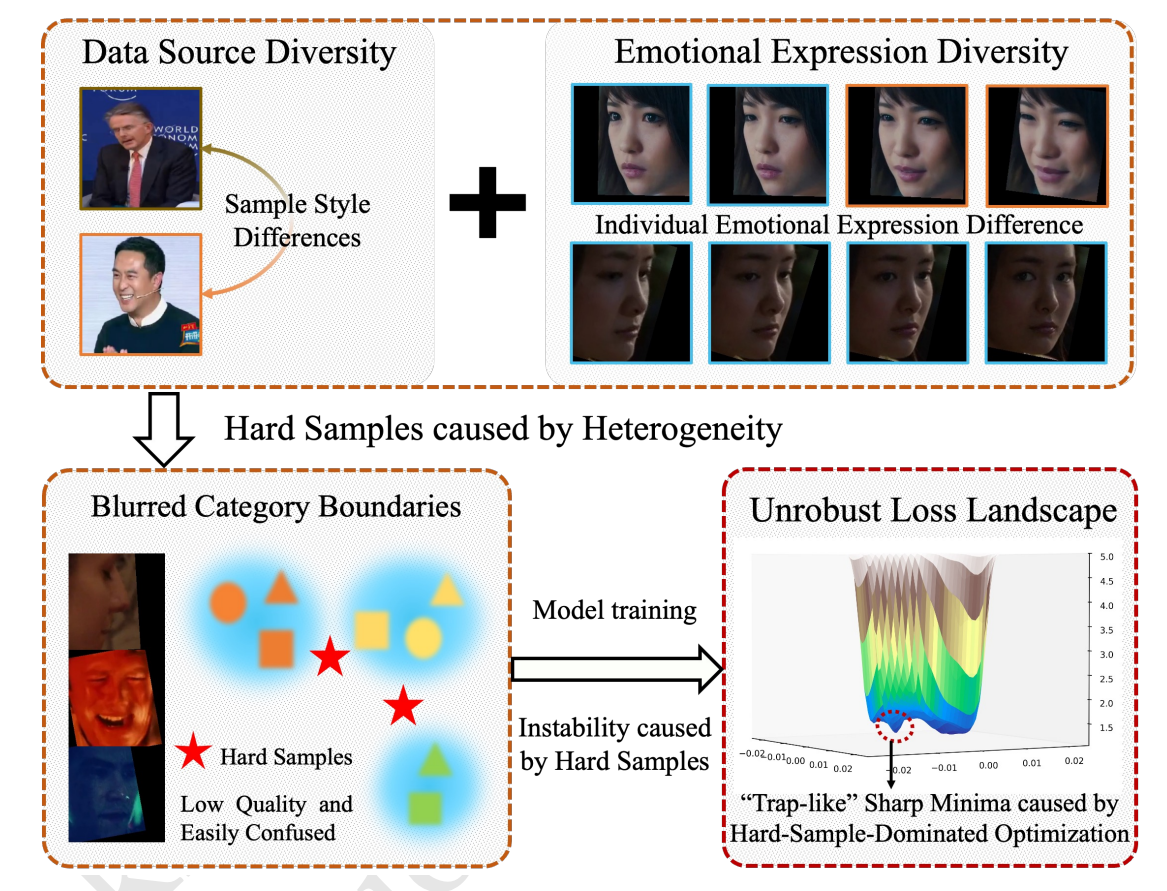 Data Source Diversity
FORUM
WORLD
ECONOMIC
FORUM
Sample Style
Differences
Emotional Expression Diversity
Individual Emotional Expression Difference
Hard Samples caused by Heterogeneity
Blurred Category Boundaries
Hard Samples
Low Quality and
Easily Confused
Model training
Instability caused
by Hard Samples
Unrobust Loss Landscape
5.0
4.5
4.0
3.5
3.0
2.5
2.0
1.5
−0.02
−0.01
0.00
0.01
0.02
−0.02
−0.01
0.00
0.01
0.02
“Trap-like” Sharp Minima caused by
Hard-Sample-Dominated Optimization